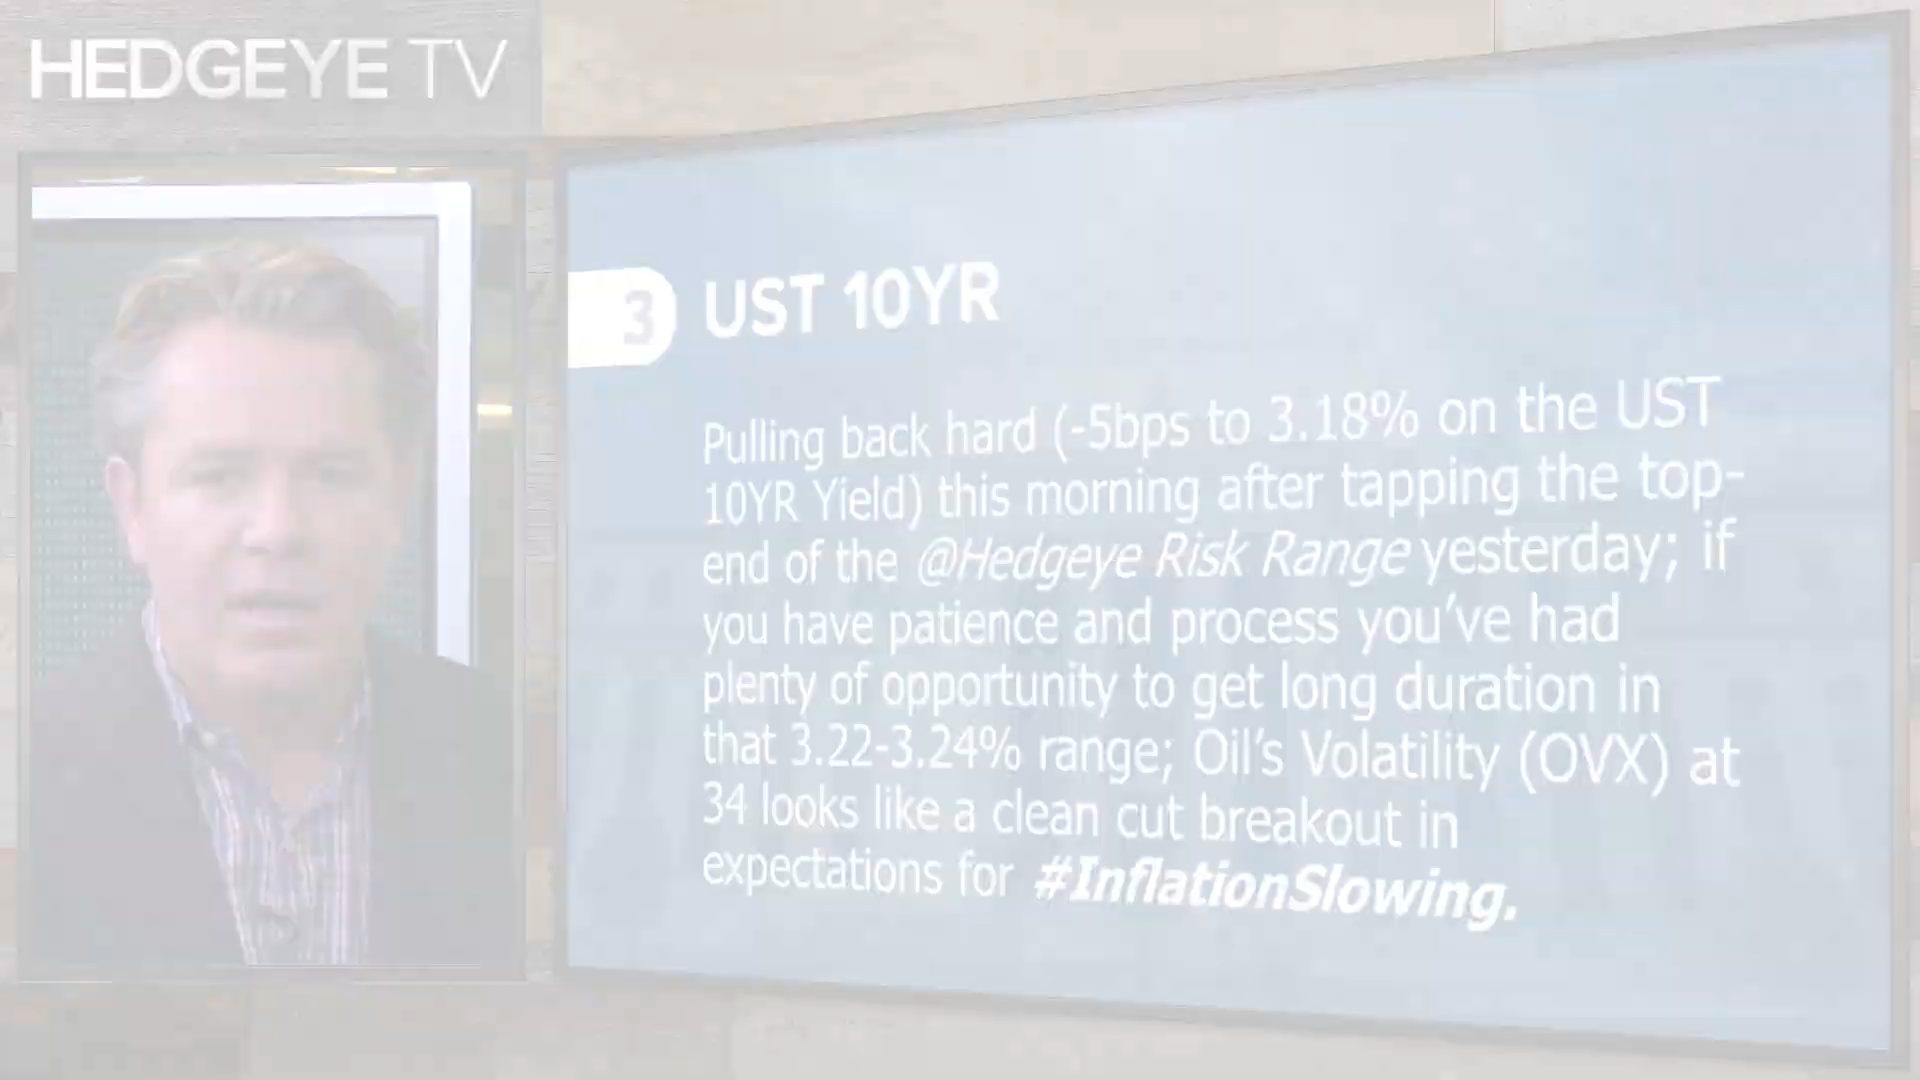 HEDGEYE TV
3
UST 10YR
Pulling back hard (-5bps to 3.18% on the UST
10YR Yield) this morning after tapping the top-
end of the @Hedgeye Risk Range yesterday; if
you have patience and process you've had
plenty of opportunity to get long duration in
that 3.22-3.24% range; Oil's Volatility (OVX) at
34 looks like a clean cut breakout in
expectations for #InflationSlowing.